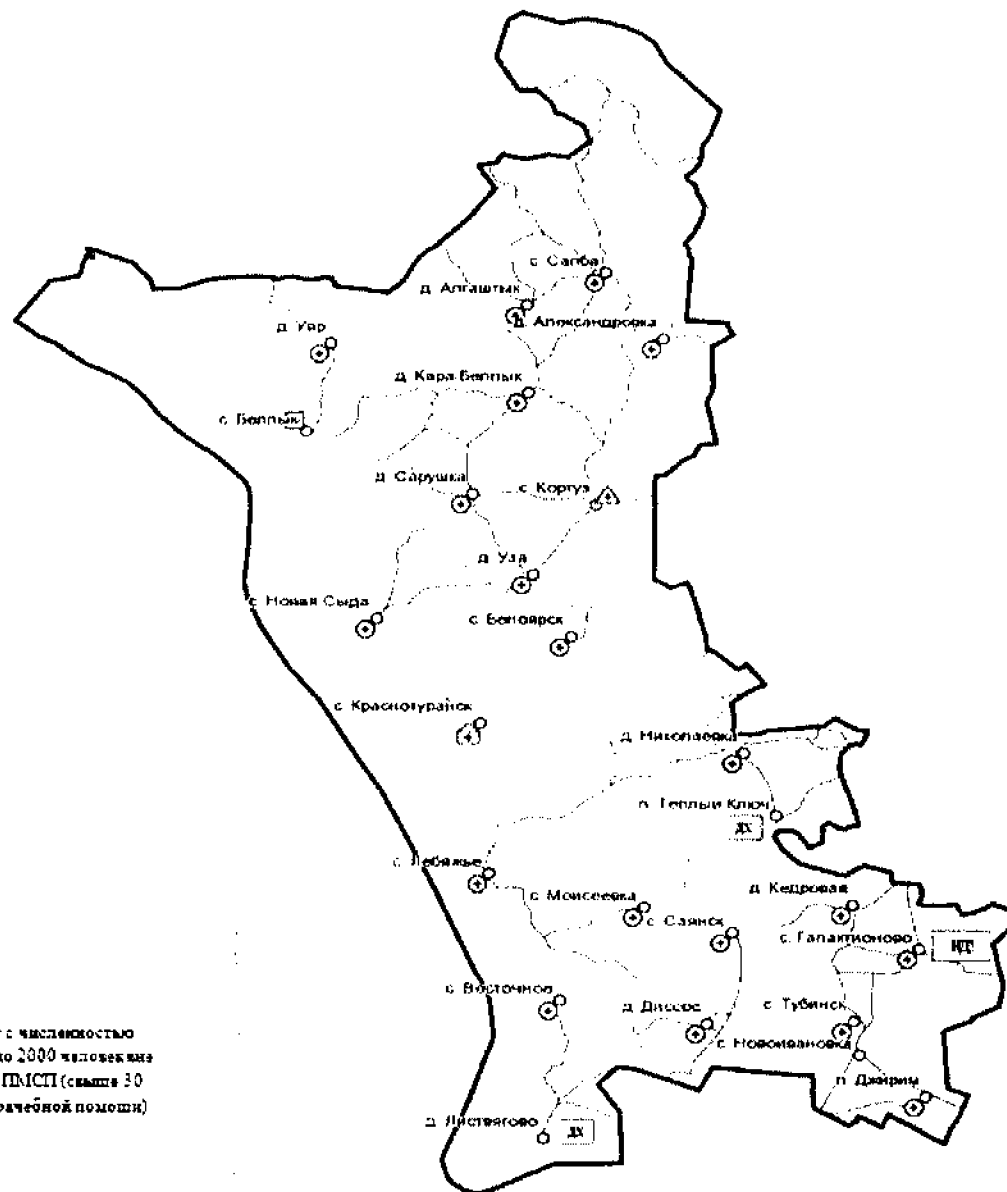 с. Салба
д. Алгаштык
д. Александровка
д. Уяр
д. Кара-Беллык
с. Беллык
д. Сарушка
с. Кортуз
д. Уза
с. Новая Сыда
с. Белоярск
с. Краснотуранск
д. Николаевка
п. Теплый Ключ
ДХ
с. Лебяжье
с. Моисеевка
д. Кедровая
с. Саянск
с. Галактионово
с. Восточное
д. Диссос
с. Тубинск
с. Новоивановка
п. Джирим
д. Листвягово
ДХ
с численностью
до 2000 человек вне
ПМСП (свыше 30
врачебной помощи)